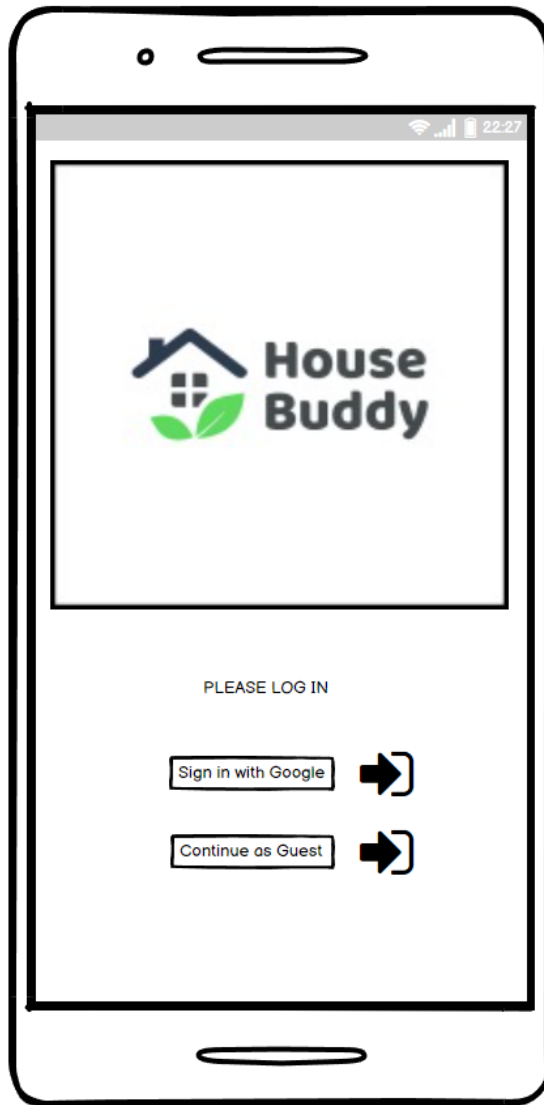 22:27
House
Buddy
PLEASE LOG IN
Sign in with Google
Continue as Guest